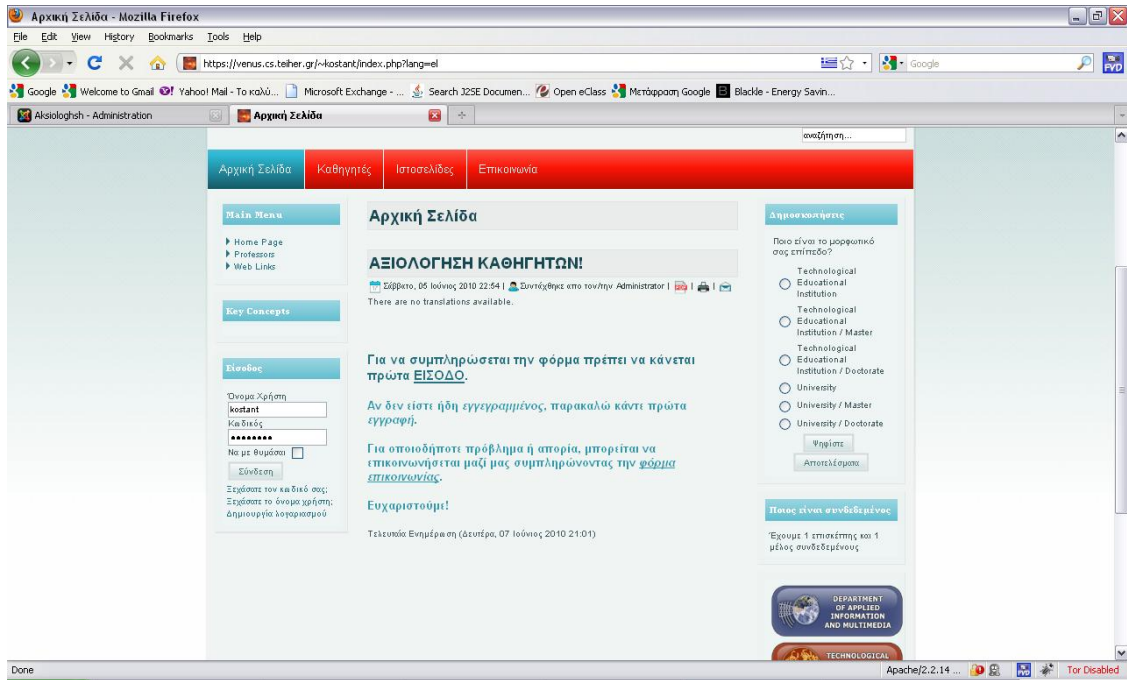 Αρχική Σελίδα - Mozilla Firefox
File Edit View History Bookmarks Tools Help
https://venus.cs.teiher.gr/~kostant/index.php?lang=el
Google
FVD
Google Welcome to Gmail Yahoo! Mail - Το καλώ... Microsoft Exchange - ... Search J2SE Documen... Open eClass Μετάφραση Google Blackle - Energy Savin...
Aksiologhsh - Administration
Αρχική Σελίδα
αναζήτηση...
Αρχική Σελίδα Καθηγητές Ιστοσελίδες Επικοινωνία
Main Menu
Home Page
Professors
Web Links
Key Concepts
Είσοδος
Όνομα Χρήστη
kostant
Κωδικός
Να με θυμάσαι
Σύνδεση
Ξεχάσατε τον κωδικό σας;
Ξεχάσατε το όνομα χρήστη;
Δημιουργία λογαριασμού
Αρχική Σελίδα
ΑΞΙΟΛΟΓΗΣΗ ΚΑΘΗΓΗΤΩΝ!
Σάββατο, 05 Ιούνιος 2010 22:54 | Συντάχθηκε απο τον/την Administrator | | |
There are no translations available.
Για να συμπληρώσεται την φόρμα πρέπει να κάνεται
πρώτα ΕΙΣΟΔΟ.
Αν δεν είστε ήδη εγγεγραμμένος, παρακαλώ κάντε πρώτα
εγγραφή.
Για οποιοδήποτε πρόβλημα ή απορία, μπορείται να
επικοινωνήσεται μαζί μας συμπληρώνοντας την φόρμα
επικοινωνίας.
Ευχαριστούμε!
Τελευταία Ενημέρωση (Δευτέρα, 07 Ιούνιος 2010 21:01)
Δημοσκοπήσεις
Ποιο είναι το μορφωτικό
σας επίπεδο?
Technological
Educational
Institution
Technological
Educational
Institution / Master
Technological
Educational
Institution / Doctorate
University
University / Master
University / Doctorate
Ψηφίστε
Αποτελέσματα
Ποιος είναι συνδεδεμένος
Έχουμε 1 επισκέπτης και 1
μέλος συνδεδεμένους
DEPARTMENT
OF APPLIED
INFORMATION
AND MULTIMEDIA
TECHNOLOGICAL
Done
Apache/2.2.14 ... FVD Tor Disabled